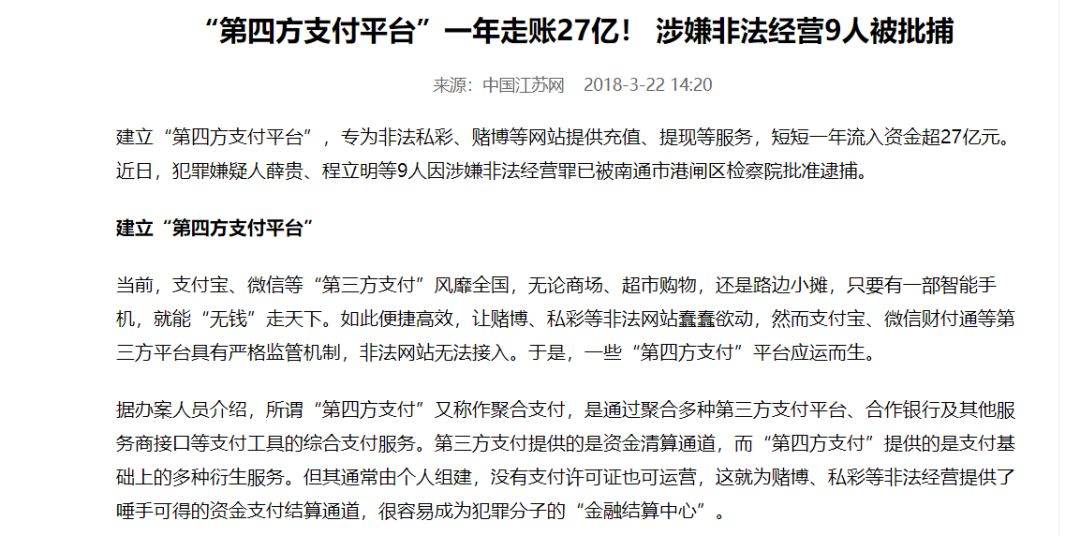 “第四方支付平台”一年走账27亿！ 涉嫌非法经营9人被批捕
来源：中国江苏网 2018-3-22 14:20
建立“第四方支付平台”，专为非法私彩、赌博等网站提供充值、提现等服务，短短一年流入资金超27亿元。
近日，犯罪嫌疑人薛贵、程立明等9人因涉嫌非法经营罪已被南通市港闸区检察院批准逮捕。
建立“第四方支付平台”
当前，支付宝、微信等“第三方支付”风靡全国，无论商场、超市购物，还是路边小摊，只要有一部智能手
机，就能“无钱”走天下。如此便捷高效，让赌博、私彩等非法网站蠢蠢欲动，然而支付宝、微信财付通等第
三方平台具有严格监管机制，非法网站无法接入。于是，一些“第四方支付”平台应运而生。
据办案人员介绍，所谓“第四方支付”又称作聚合支付，是通过聚合多种第三方支付平台、合作银行及其他服
务商接口等支付工具的综合支付服务。第三方支付提供的是资金清算通道，而“第四方支付”提供的是支付基
础上的多种衍生服务。但其通常由个人组建，没有支付许可证也可运营，这就为赌博、私彩等非法经营提供了
唾手可得的资金支付结算通道，很容易成为犯罪分子的“金融结算中心”。